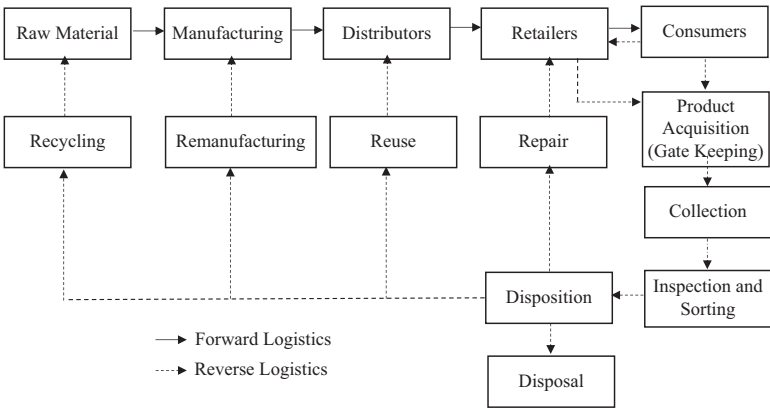 Raw Material
Manufacturing
Distributors
Retailers
Consumers
Product
Acquisition
(Gate Keeping)
Recycling
Remanufacturing
Reuse
Repair
Collection
Disposition
Inspection and
Sorting
Forward Logistics
Reverse Logistics
Disposal